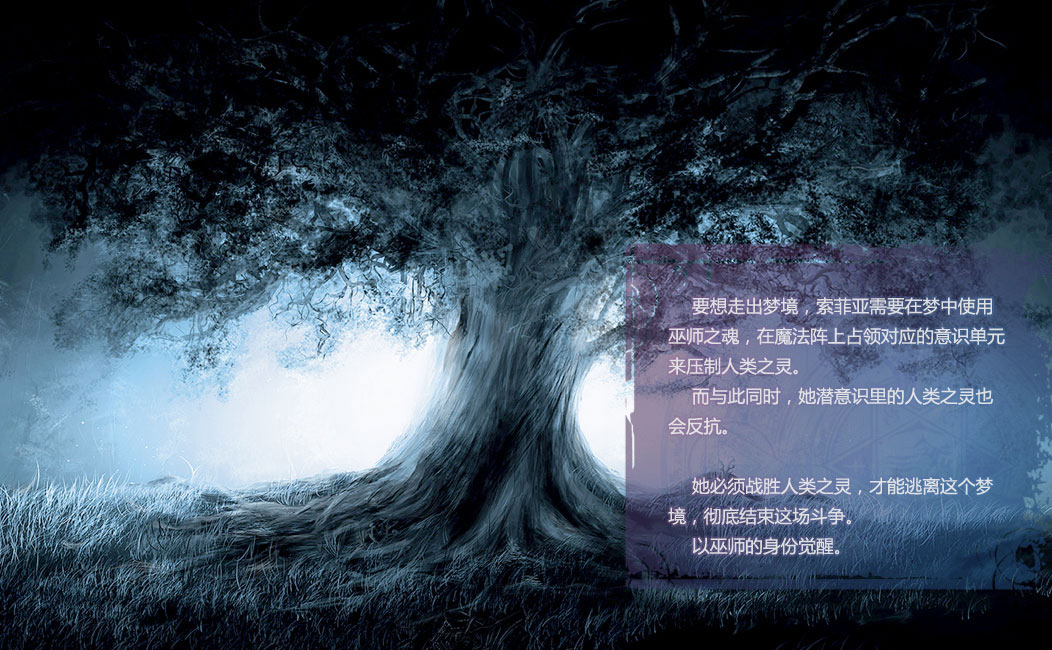 要想走出梦境，索菲亚需要在梦中使用
巫师之魂，在魔法阵上占领对应的意识单元
来压制人类之灵。
而与此同时，她潜意识里的人类之灵也
会反抗。
她必须战胜人类之灵，才能逃离这个梦
境，彻底结束这场斗争。
以巫师的身份觉醒。